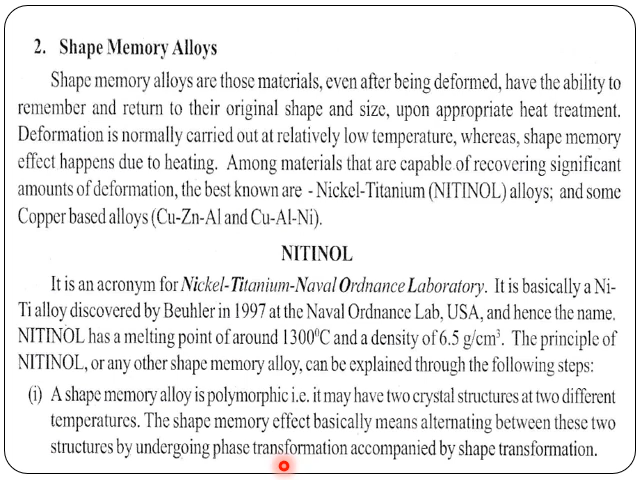 2. Shape Memory Alloys
Shape memory alloys are those materials, even after being deformed, have the ability to
remember and return to their original shape and size, upon appropriate heat treatment.
Deformation is normally carried out at relatively low temperature, whereas, shape memory
effect happens due to heating. Among materials that are capable of recovering significant
amounts of deformation, the best known are - Nickel-Titanium (NITINOL) alloys; and some
Copper based alloys (Cu-Zn-Al and Cu-Al-Ni).
NITINOL
It is an acronym for Nickel-Titanium-Naval Ordnance Laboratory. It is basically a Ni-
Ti alloy discovered by Beuhler in 1997 at the Naval Ordnance Lab, USA, and hence the name.
NITINOL has a melting point of around 1300⁰C and a density of 6.5 g/cm³. The principle of
NITINOL, or any other shape memory alloy, can be explained through the following steps:
(i) A shape memory alloy is polymorphic i.e. it may have two crystal structures at two different
temperatures. The shape memory effect basically means alternating between these two
structures by undergoing phase transformation accompanied by shape transformation.